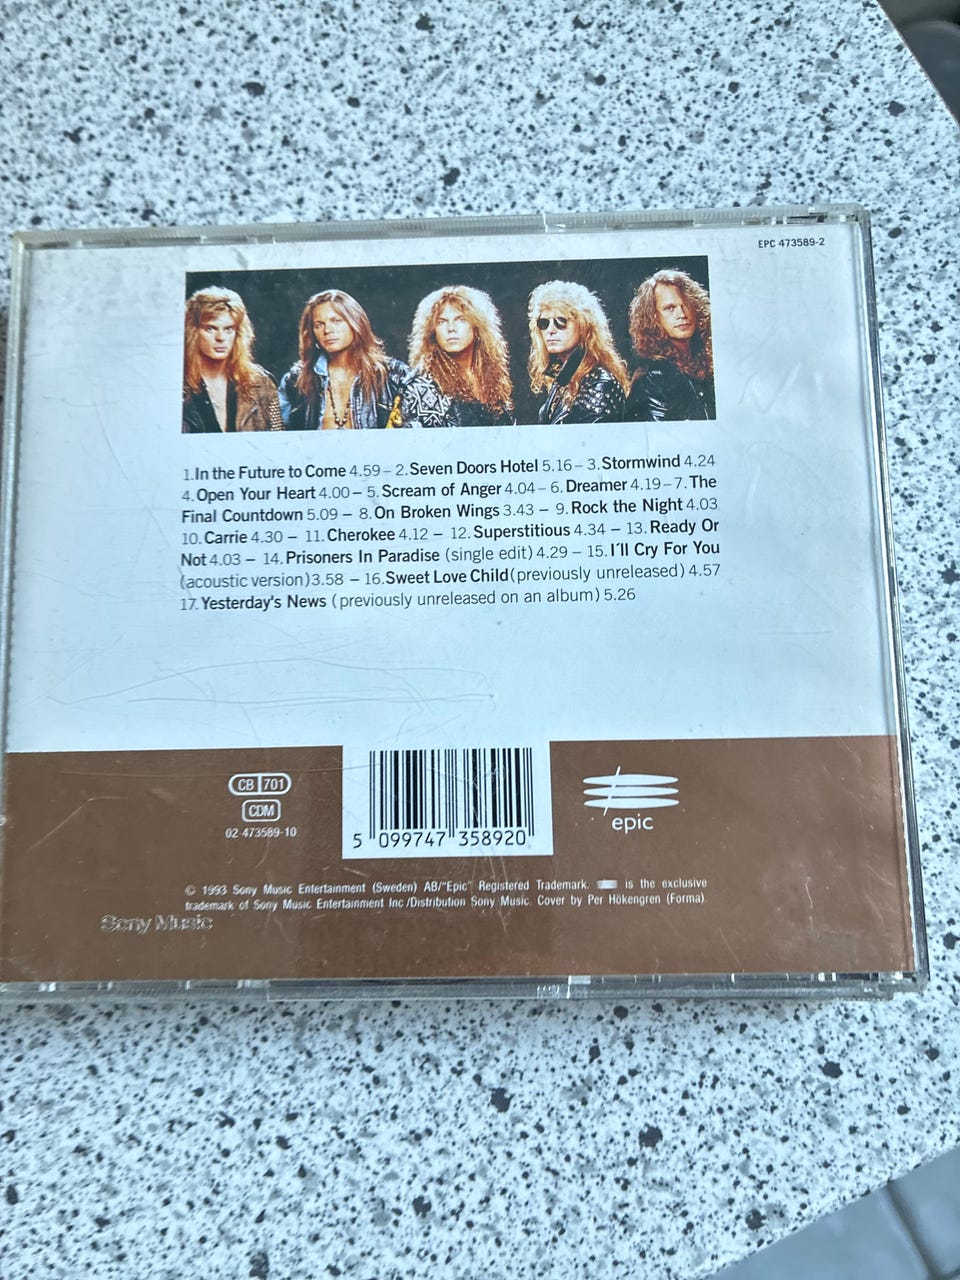 EPC 473589-2
1. In the Future to Come 4.59 – 2. Seven Doors Hotel 5.16 – 3. Stormwind 4.24
4. Open Your Heart 4.00 – 5. Scream of Anger 4.04 – 6. Dreamer 4.19 – 7. The
Final Countdown 5.09 – 8. On Broken Wings 3.43 – 9. Rock the Night 4.03
10. Carrie 4.30 – 11. Cherokee 4.12 – 12. Superstitious 4.34 – 13. Ready Or
Not 4.03 – 14. Prisoners In Paradise (single edit) 4.29 – 15. I´ll Cry For You
(acoustic version) 3.58 – 16. Sweet Love Child (previously unreleased) 4.57
17. Yesterday's News (previously unreleased on an album) 5.26
CB 701
CDM
02-473589-10
5 099747 358920
epic
© 1993 Sony Music Entertainment (Sweden) AB/"Epic" Registered Trademark. is the exclusive
trademark of Sony Music Entertainment Inc./Distribution Sony Music. Cover by Per Hökengren (Forma).
Sony Music